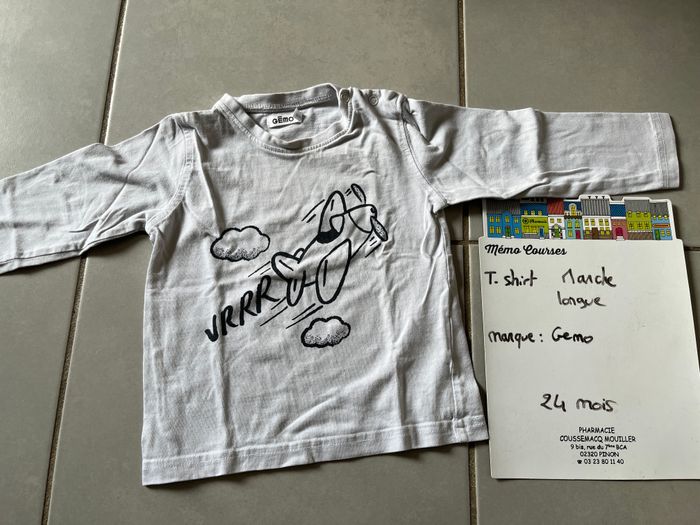 GĒMO
VRRR
Mémo Courses
T-shirt Manche
longue
marque : Gemo
24 mois
PHARMACIE
COUSSEMACQ MOUILLER
9 bis, rue du 7ème BCA
02320 PINON
☎ 03 23 80 11 40